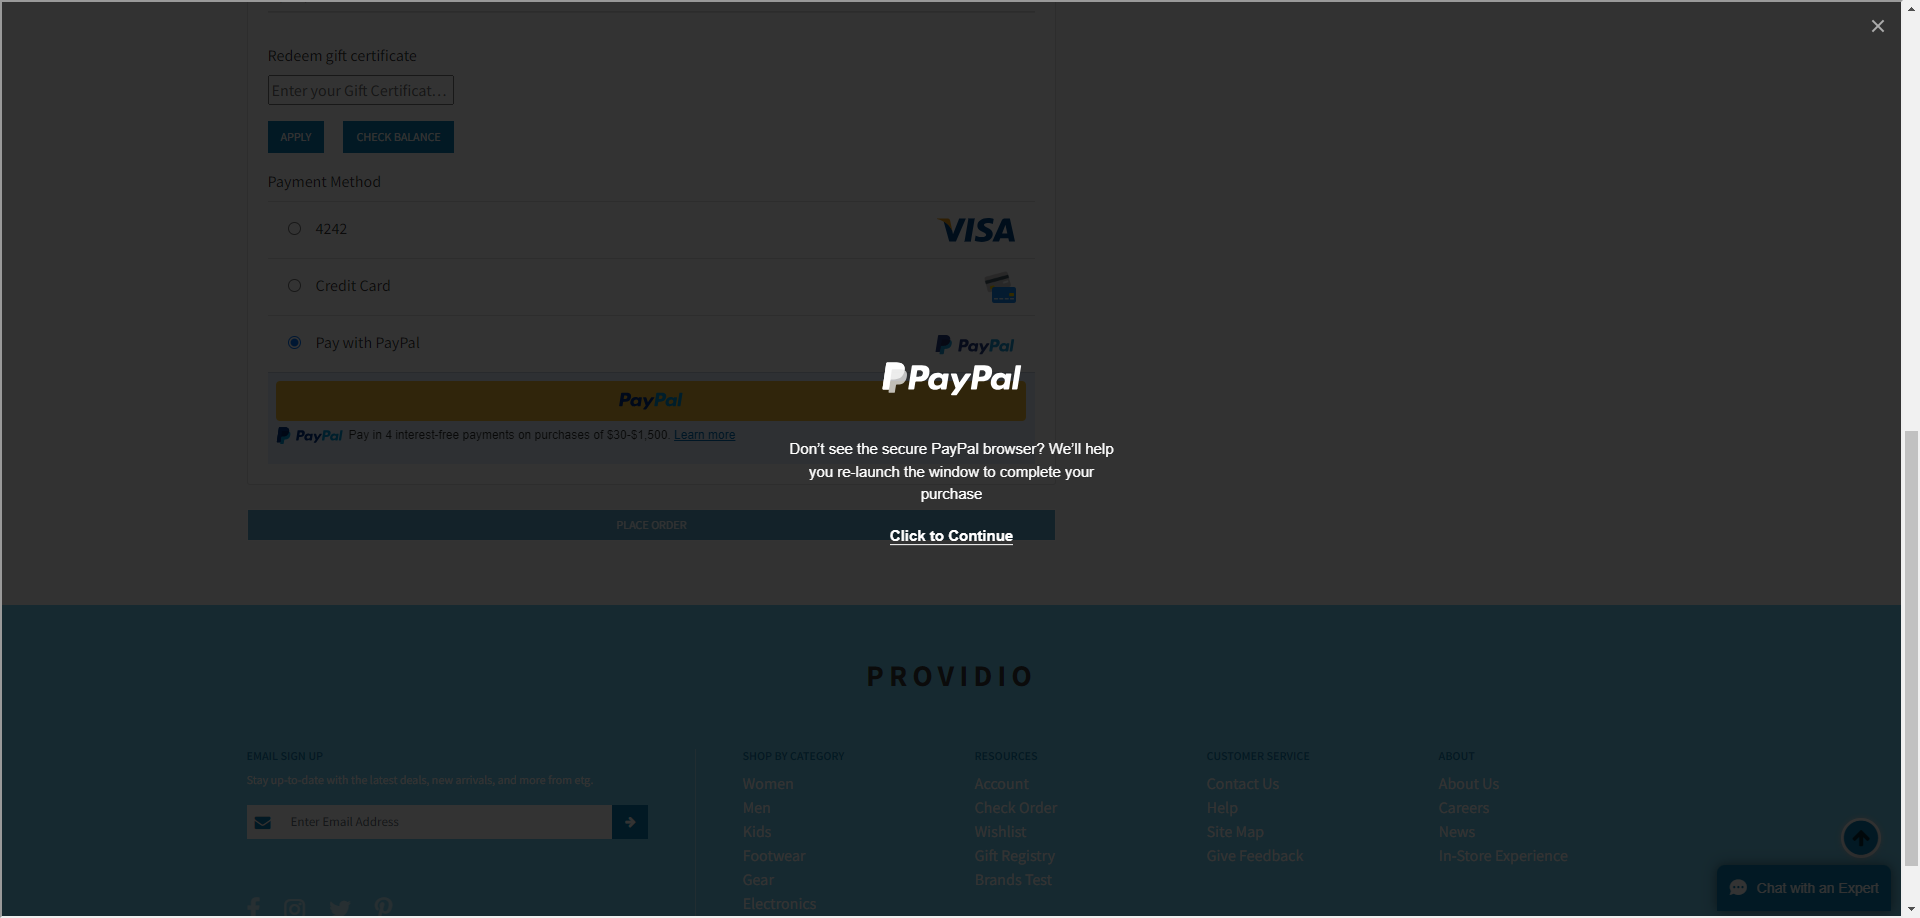 Redeem gift certificate
Enter your Gift Certificat...
APPLY CHECK BALANCE
Payment Method
4242 VISA
Credit Card
Pay with PayPal PayPal
PayPal
PayPal
PayPal Pay in 4 interest-free payments on purchases of $30-$1,500. Learn more
Don’t see the secure PayPal browser? We’ll help
you re-launch the window to complete your
purchase
PLACE ORDER
Click to Continue
PROVIDIO
EMAIL SIGN UP
Stay up-to-date with the latest deals, new arrivals, and more from etg.
Enter Email Address
SHOP BY CATEGORY
Women
Men
Kids
Footwear
Gear
Electronics
RESOURCES
Account
Check Order
Wishlist
Gift Registry
Brands Test
CUSTOMER SERVICE
Contact Us
Help
Site Map
Give Feedback
ABOUT
About Us
Careers
News
In-Store Experience
Chat with an Expert